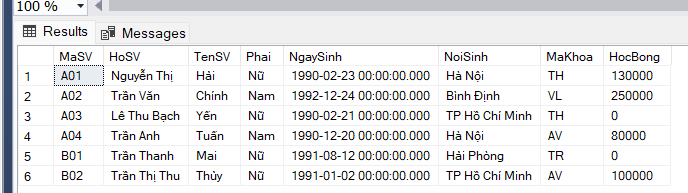 100 %
Results Messages
MaSV HoSV TenSV Phai NgaySinh NoiSinh MaKhoa HocBong
1 A01 Nguyễn Thị Hải Nữ 1990-02-23 00:00:00.000 Hà Nội TH 130000
2 A02 Trần Văn Chính Nam 1992-12-24 00:00:00.000 Bình Định VL 250000
3 A03 Lê Thu Bạch Yến Nữ 1990-02-21 00:00:00.000 TP Hồ Chí Minh TH 0
4 A04 Trần Anh Tuấn Nam 1990-12-20 00:00:00.000 Hà Nội AV 80000
5 B01 Trần Thanh Mai Nữ 1991-08-12 00:00:00.000 Hải Phòng TR 0
6 B02 Trần Thị Thu Thủy Nữ 1991-01-02 00:00:00.000 TP Hồ Chí Minh AV 100000